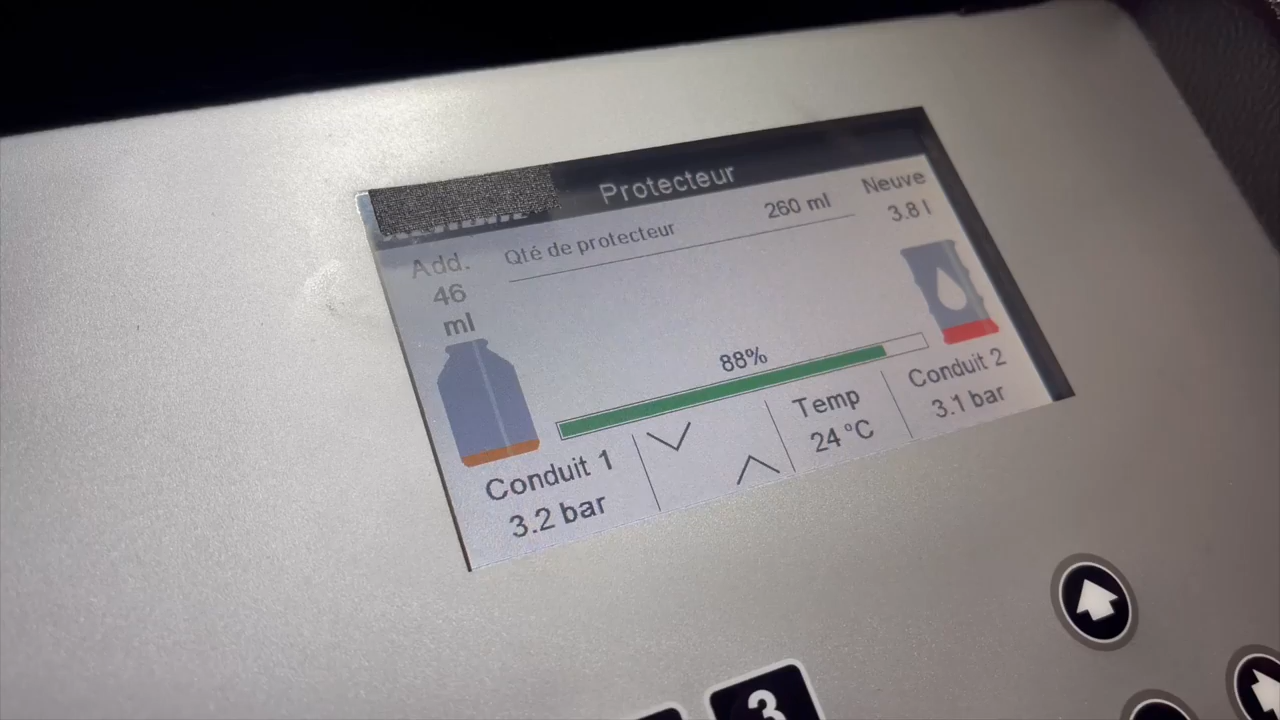 Protecteur
Add.
46
ml
Qté de protecteur 260 ml
Neuve
3.8 l
88%
Conduit 1
3.2 bar
Temp
24 °C
Conduit 2
3.1 bar
3